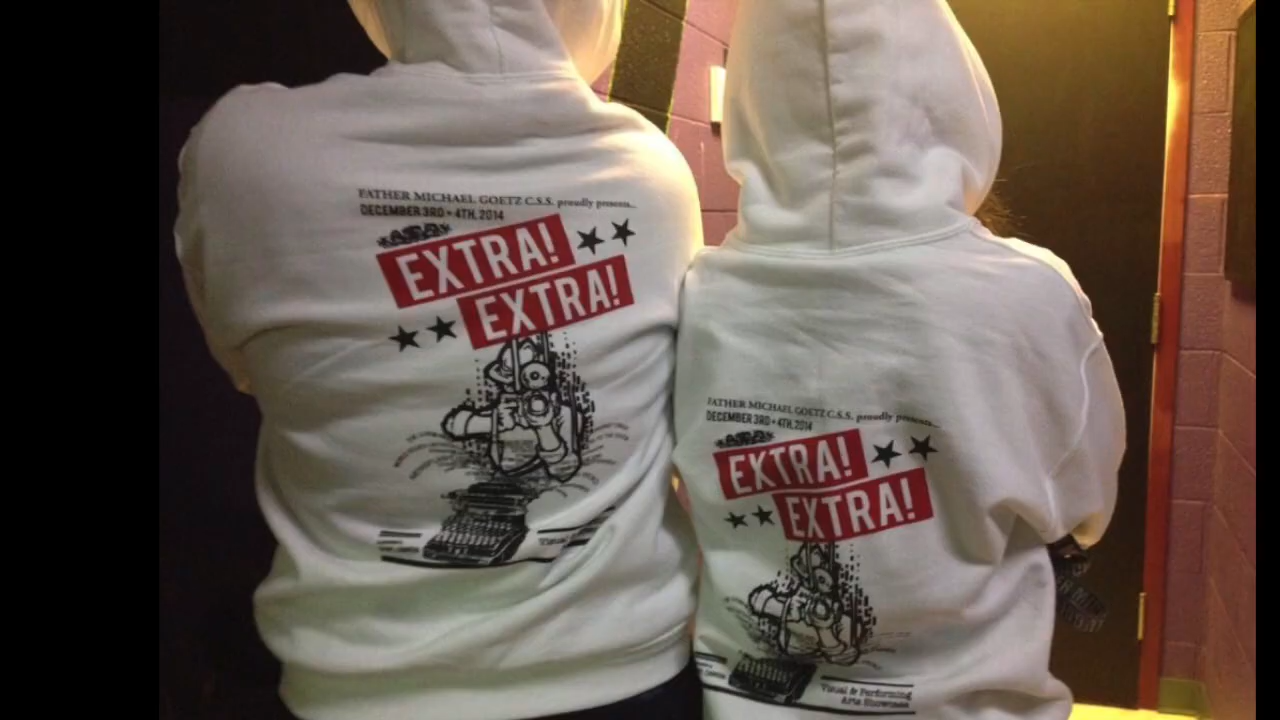 FATHER MICHAEL GOETZ C.S.S. proudly presents...
DECEMBER 3RD + 4TH, 2014
EXTRA!
EXTRA!
FATHER MICHAEL GOETZ C.S.S. proudly presents...
DECEMBER 3RD + 4TH, 2014
EXTRA!
EXTRA!
Visual & Performing
Arts Showcase